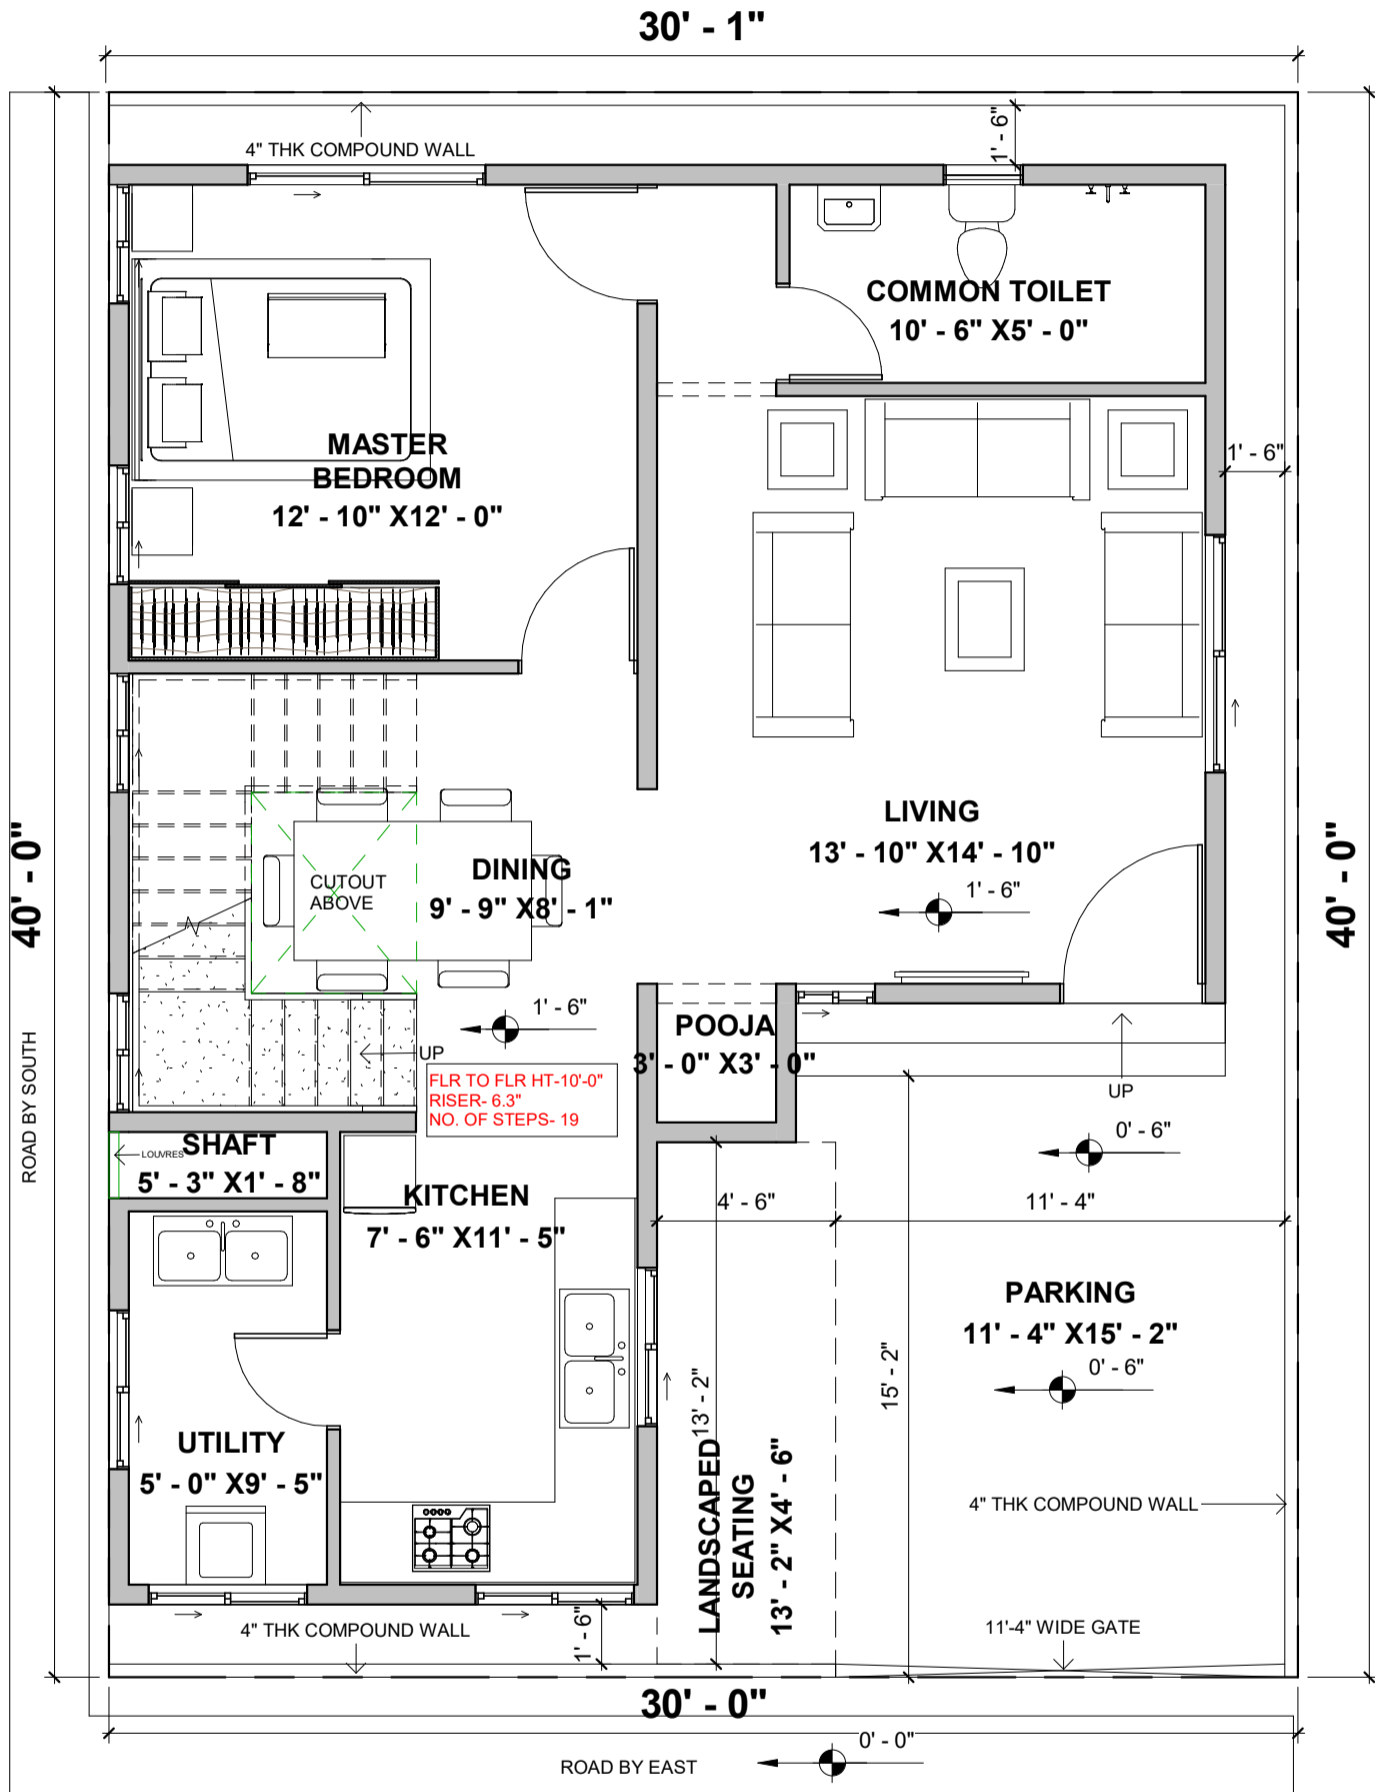 30' - 1"
4" THK COMPOUND WALL
1' - 6"
COMMON TOILET
10' - 6" X5' - 0"
MASTER
BEDROOM
12' - 10" X12' - 0"
1' - 6"
LIVING
13' - 10" X14' - 10"
1' - 6"
40' - 0"
40' - 0"
DINING
9' - 9" X8' - 1"
CUTOUT
ABOVE
1' - 6"
POOJA
3' - 0" X3' - 0"
UP
FLR TO FLR HT-10'-0"
RISER- 6.3"
NO. OF STEPS- 19
UP
0' - 6"
ROAD BY SOUTH
SHAFT
LOUVRES
5' - 3" X1' - 8"
KITCHEN
7' - 6" X11' - 5"
4' - 6"
11' - 4"
PARKING
11' - 4" X15' - 2"
0' - 6"
15' - 2"
13' - 2"
UTILITY
5' - 0" X9' - 5"
LANDSCAPED
SEATING
13' - 2" X4' - 6"
4" THK COMPOUND WALL
4" THK COMPOUND WALL
1' - 6"
11'-4" WIDE GATE
30' - 0"
0' - 0"
ROAD BY EAST